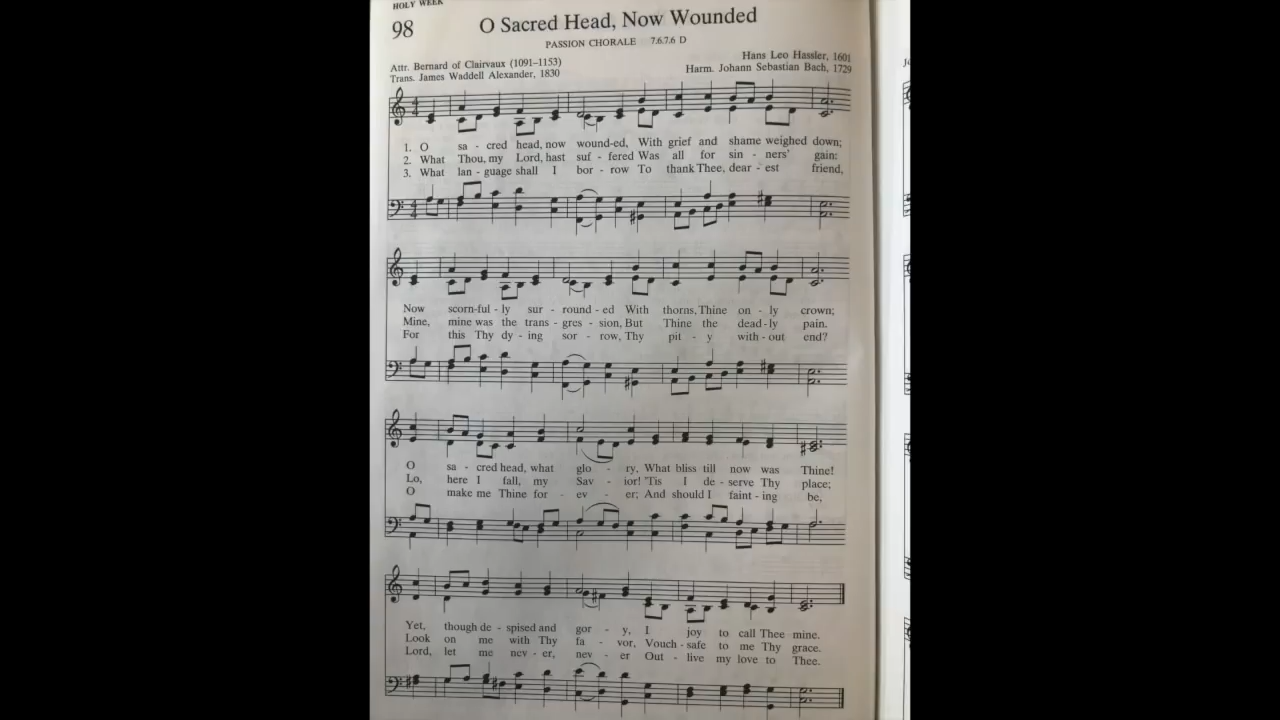 HOLY WEEK
98
O Sacred Head, Now Wounded
PASSION CHORALE 7.6.7.6 D
Attr. Bernard of Clairvaux (1091–1153)
Trans. James Waddell Alexander, 1830
Hans Leo Hassler, 1601
Harm. Johann Sebastian Bach, 1729
1. O sa - cred head, now wound-ed, With grief and shame weighed down;
2. What Thou, my Lord, hast suf - fered Was all for sin - ners' gain:
3. What lan - guage shall I bor - row To thank Thee, dear - est friend,
Now scorn-ful - ly sur - round - ed With thorns, Thine on - ly crown;
Mine, mine was the trans - gres - sion, But Thine the dead - ly pain.
For this Thy dy - ing sor - row, Thy pit - y with - out end?
O sa - cred head, what glo - ry, What bliss till now was Thine!
Lo, here I fall, my Sav - ior! 'Tis I de - serve Thy place;
O make me Thine for - ev - er; And should I faint - ing be,
Yet, though de - spised and gor - y, I joy to call Thee mine.
Look on me with Thy fa - vor, Vouch - safe to me Thy grace.
Lord, let me nev - er, nev - er Out - live my love to Thee.